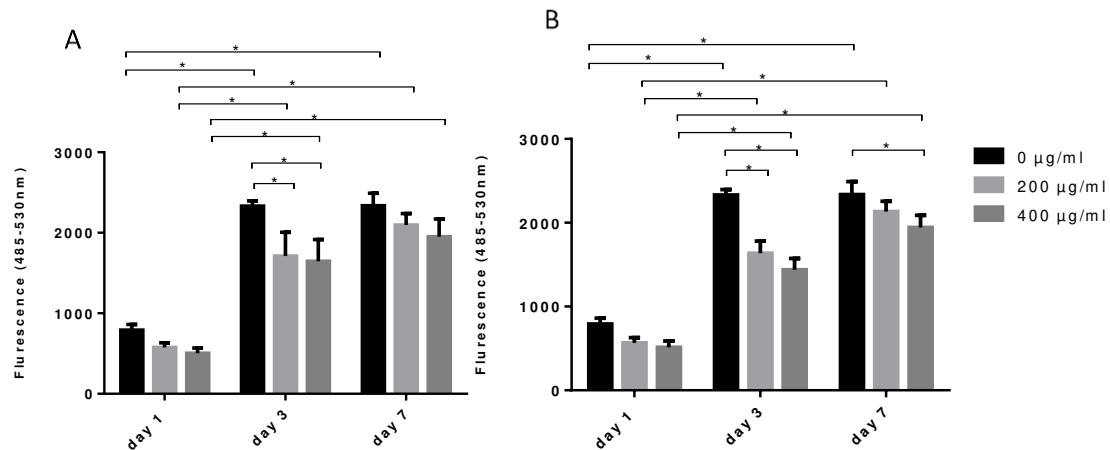 A
* * * * * * * *
Flurescence (485-530nm)
3000
2000
1000
0
day 1
day 3
day 7
B
* * * * * * * * *
Flurescence (485-530nm)
3000
2000
1000
0
day 1
day 3
day 7
0 µg/ml
200 µg/ml
400 µg/ml